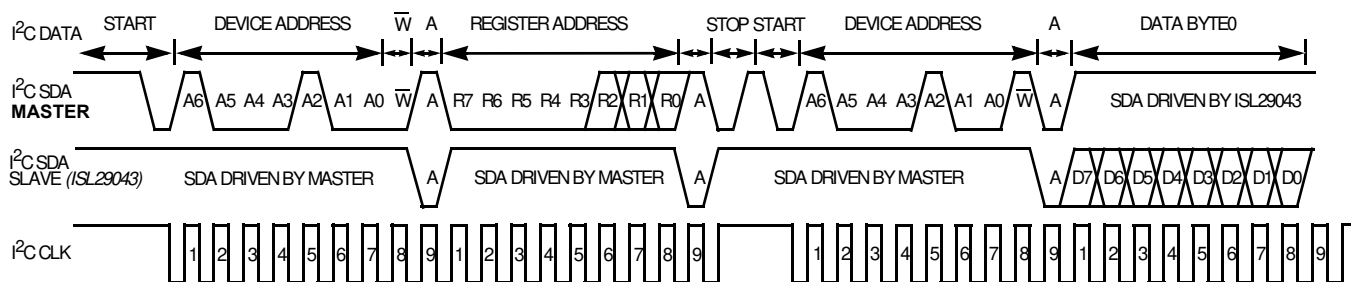 I²C DATA START DEVICE ADDRESS W̅ A REGISTER ADDRESS STOP START DEVICE ADDRESS A DATA BYTE0
I²C SDA MASTER A6 A5 A4 A3 A2 A1 A0 W̅ A R7 R6 R5 R4 R3 R2 R1 R0 A A6 A5 A4 A3 A2 A1 A0 W̅ A SDA DRIVEN BY ISL29043
I²C SDA SLAVE (ISL29043) SDA DRIVEN BY MASTER A SDA DRIVEN BY MASTER A SDA DRIVEN BY MASTER A D7 D6 D5 D4 D3 D2 D1 D0
I²C CLK 1 2 3 4 5 6 7 8 9 1 2 3 4 5 6 7 8 9 1 2 3 4 5 6 7 8 9 1 2 3 4 5 6 7 8 9